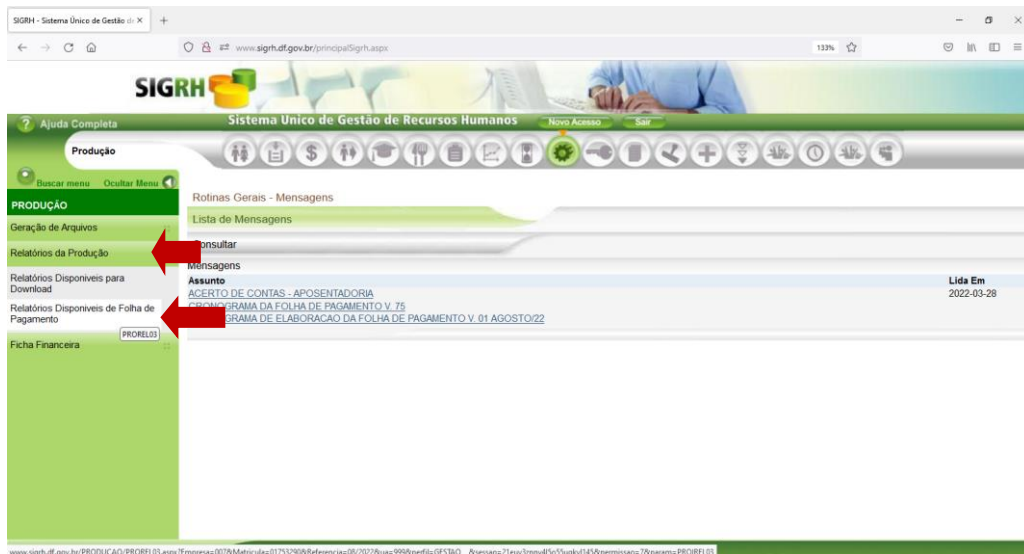 SIGRH - Sistema Único de Gestão de
www.sigrh.df.gov.br/principalSigrh.aspx
133%
SIGRH
Ajuda Completa
Sistema Único de Gestão de Recursos Humanos
Novo Acesso
Sair
Produção
Buscar menu Ocultar Menu
PRODUÇÃO
Geração de Arquivos
Relatórios da Produção
Relatórios Disponiveis para
Download
Relatórios Disponiveis de Folha de
Pagamento
PROREL03
Ficha Financeira
Rotinas Gerais - Mensagens
Lista de Mensagens
Consultar
Mensagens
Assunto Lida Em
ACERTO DE CONTAS - APOSENTADORIA 2022-03-28
CRONOGRAMA DA FOLHA DE PAGAMENTO V. 75
GRAMA DE ELABORACAO DA FOLHA DE PAGAMENTO V. 01 AGOSTO/22